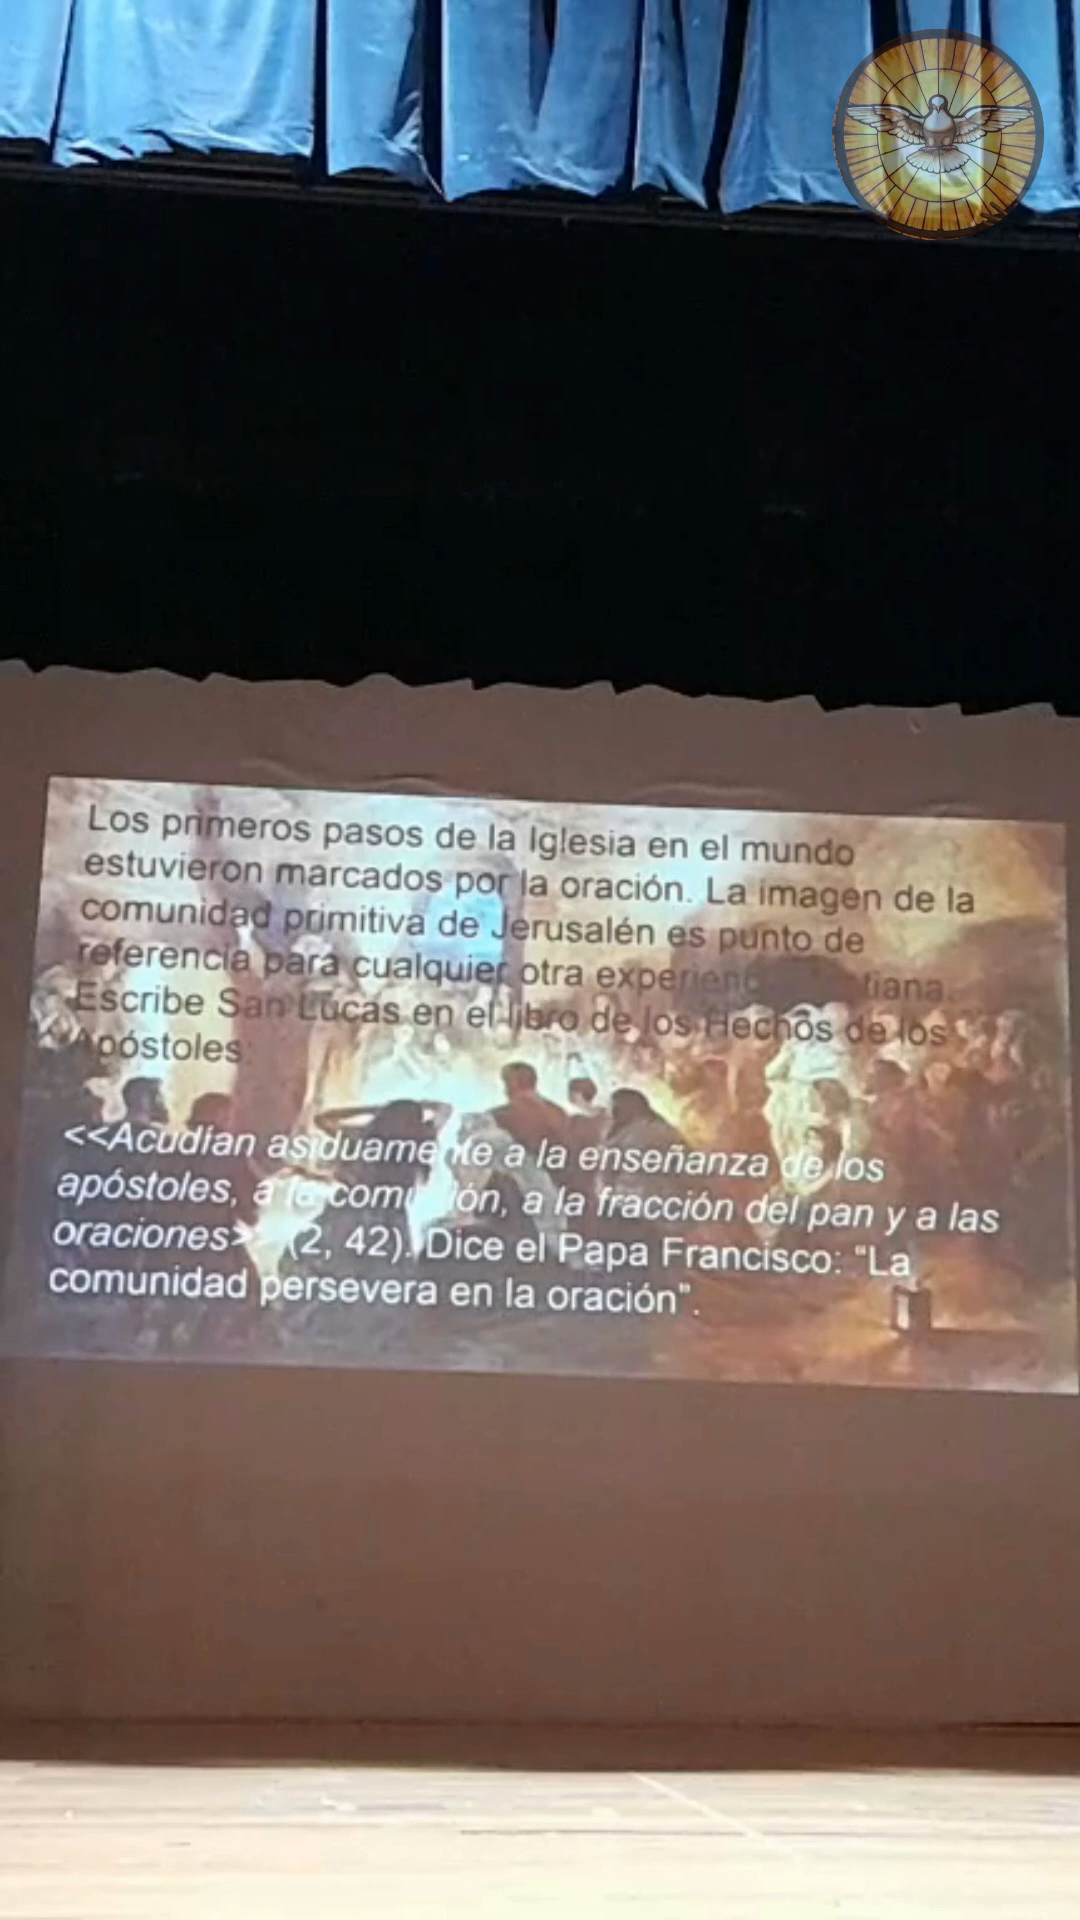 Los primeros pasos de la Iglesia en el mundo
estuvieron marcados por la oración. La imagen de la
comunidad primitiva de Jerusalén es punto de
referencia para cualquier otra
Escribe San Lucas en el libro de los Hechos de los
Apóstoles:
<<Acudían asiduamente a la enseñanza de los
apóstoles, a la comunión, a la fracción del pan y a las
oraciones>> (2, 42). Dice el Papa Francisco: “La
comunidad persevera en la oración”.